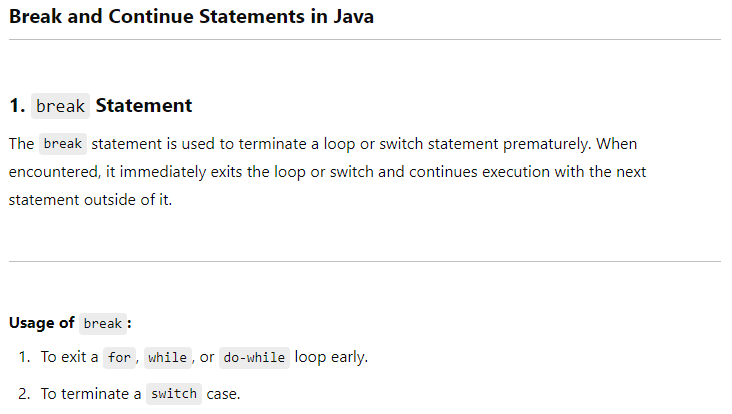 Break and Continue Statements in Java
1. break Statement
The break statement is used to terminate a loop or switch statement prematurely. When
encountered, it immediately exits the loop or switch and continues execution with the next
statement outside of it.
Usage of break:
1. To exit a for, while, or do-while loop early.
2. To terminate a switch case.